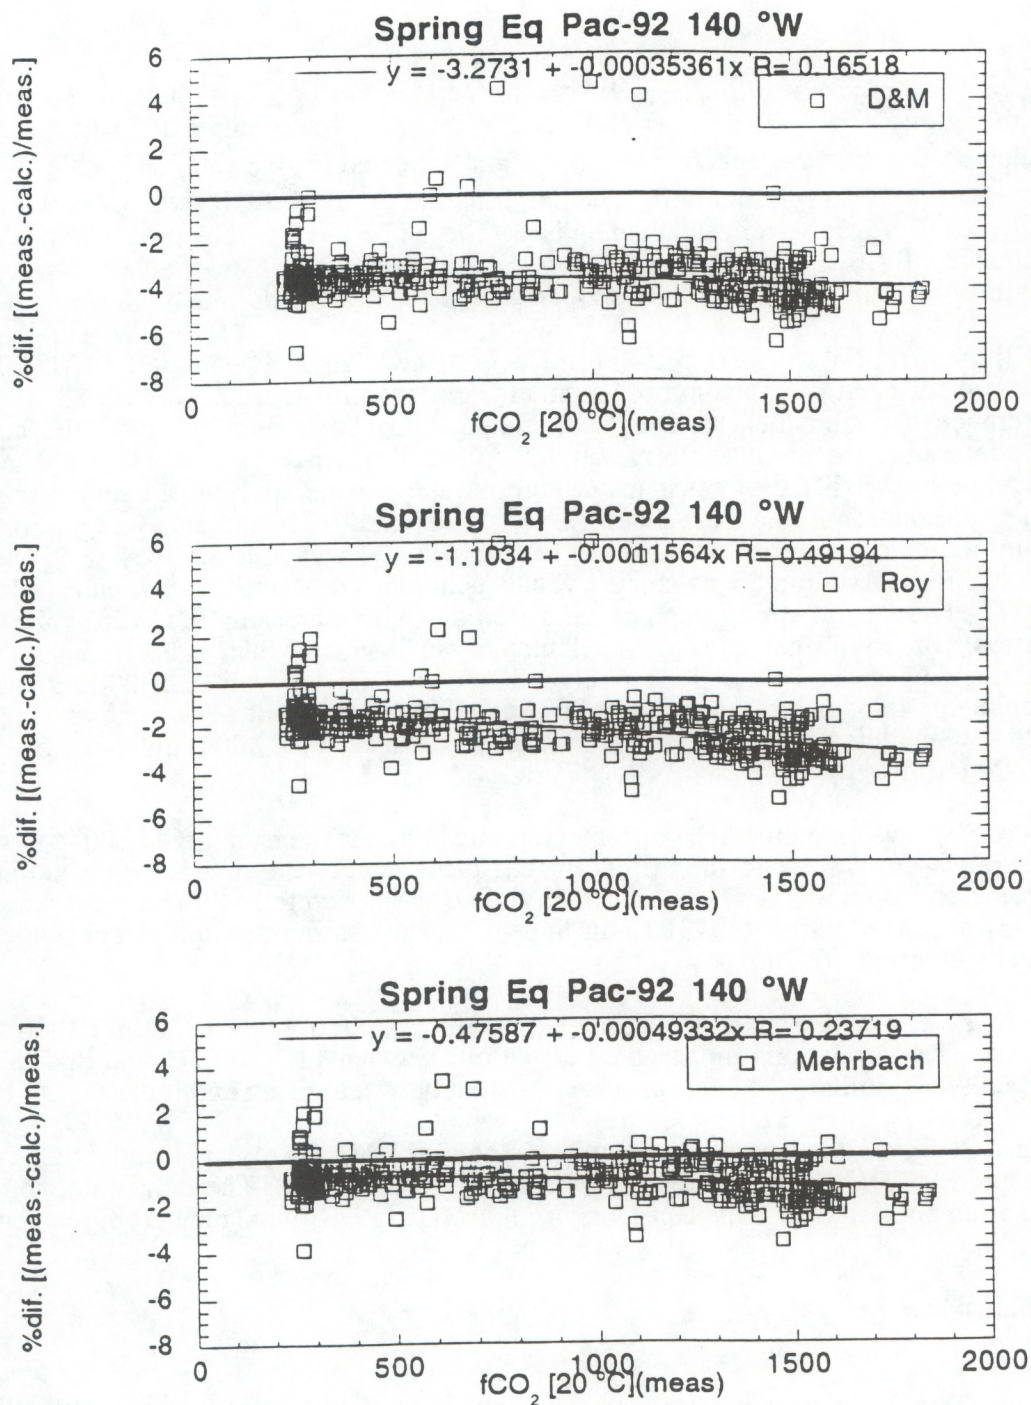 Spring Eq Pac-92 140 °W
y = -3.2731 + -0.00035361x R= 0.16518
D&M
%dif. [(meas.-calc.)/meas.]
6
4
2
0
-2
-4
-6
-8
0 500 1000 1500 2000
fCO2 [20 °C](meas)
Spring Eq Pac-92 140 °W
y = -1.1034 + -0.0011564x R= 0.49194
Roy
%dif. [(meas.-calc.)/meas.]
6
4
2
0
-2
-4
-6
-8
0 500 1000 1500 2000
fCO2 [20 °C](meas)
Spring Eq Pac-92 140 °W
y = -0.47587 + -0.00049332x R= 0.23719
Mehrbach
%dif. [(meas.-calc.)/meas.]
6
4
2
0
-2
-4
-6
-8
0 500 1000 1500 2000
fCO2 [20 °C](meas)